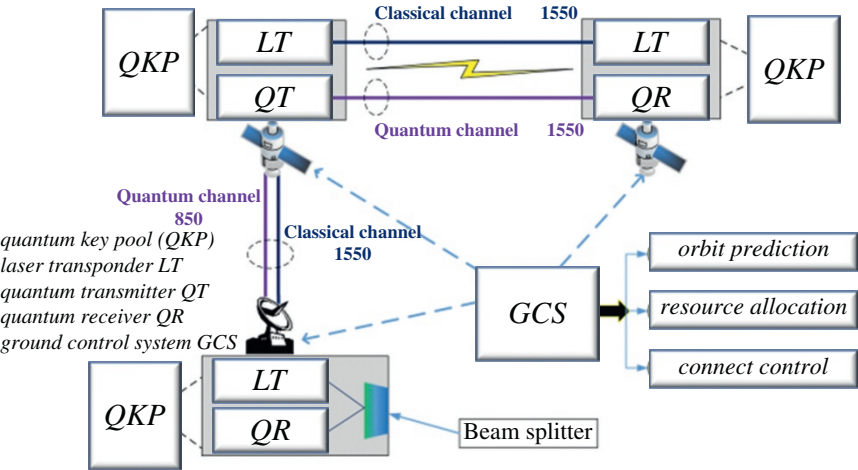 Classical channel 1550
QKP
LT
LT
QKP
QT
QR
Quantum channel 1550
Quantum channel
850
Classical channel
1550
quantum key pool (QKP)
laser transponder LT
quantum transmitter QT
quantum receiver QR
ground control system GCS
GCS
orbit prediction
resource allocation
connect control
QKP
LT
QR
Beam splitter